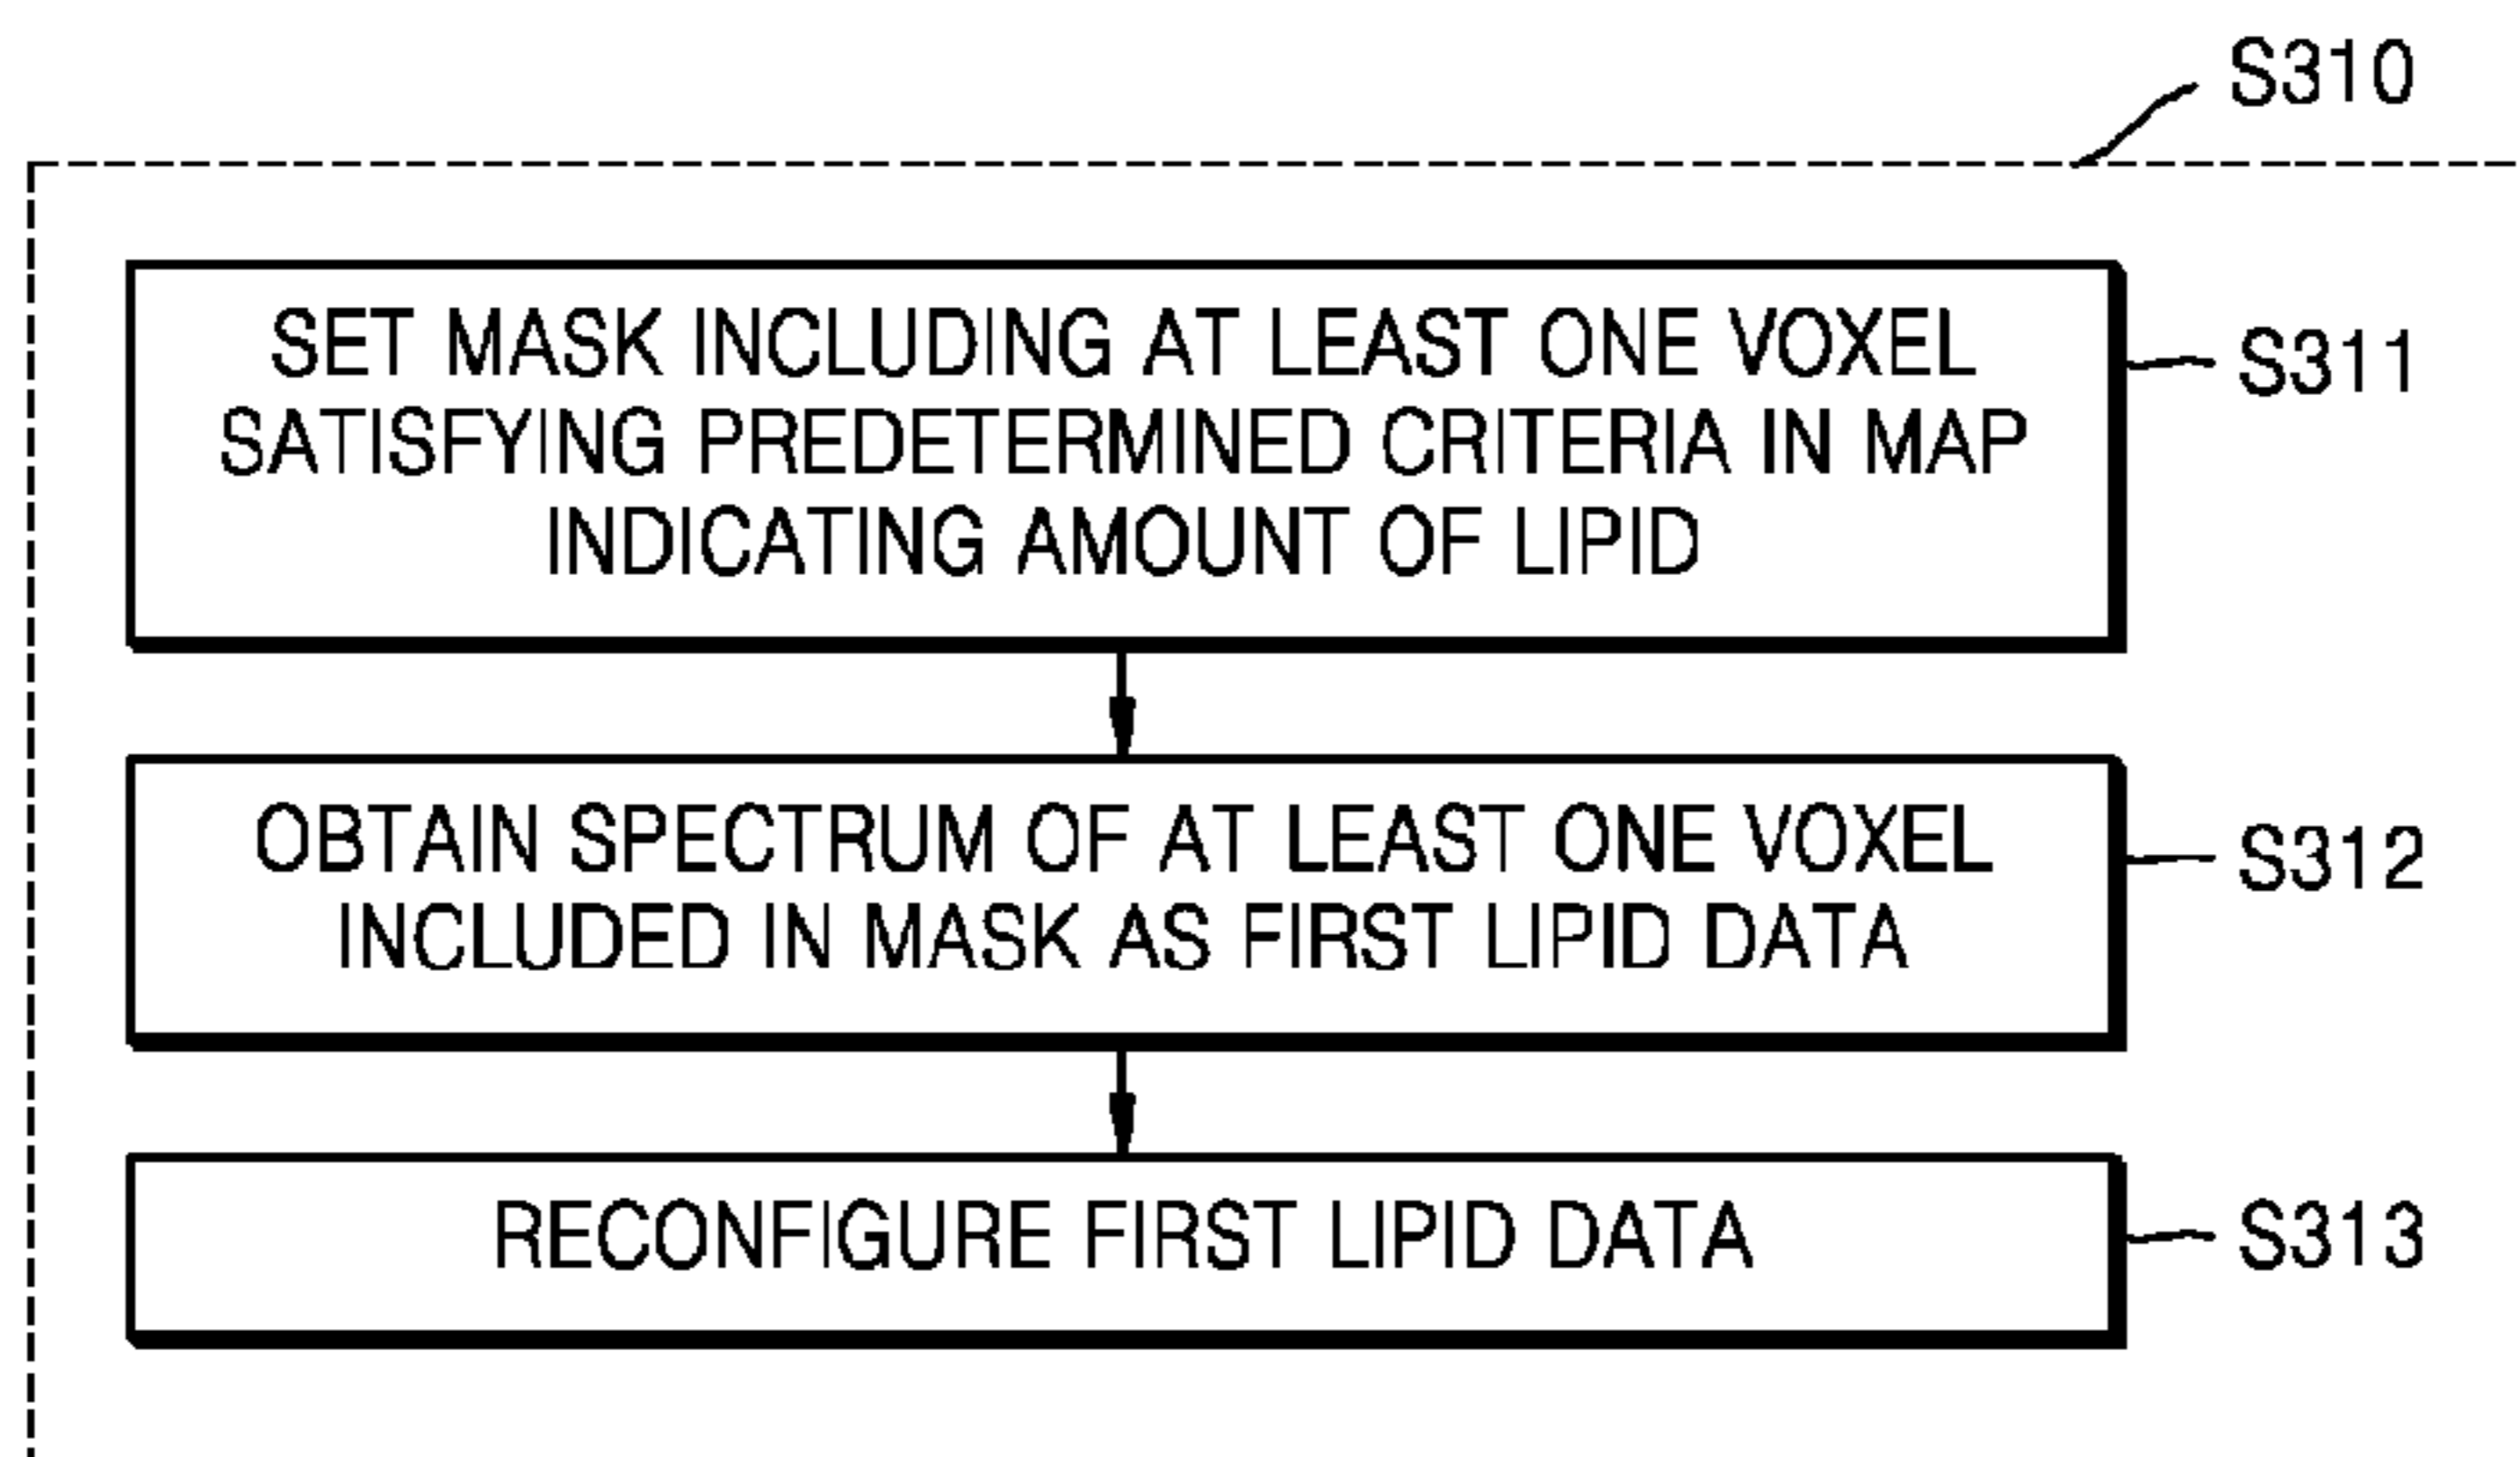 S310
SET MASK INCLUDING AT LEAST ONE VOXEL
SATISFYING PREDETERMINED CRITERIA IN MAP
INDICATING AMOUNT OF LIPID
S311
OBTAIN SPECTRUM OF AT LEAST ONE VOXEL
INCLUDED IN MASK AS FIRST LIPID DATA
S312
RECONFIGURE FIRST LIPID DATA
S313